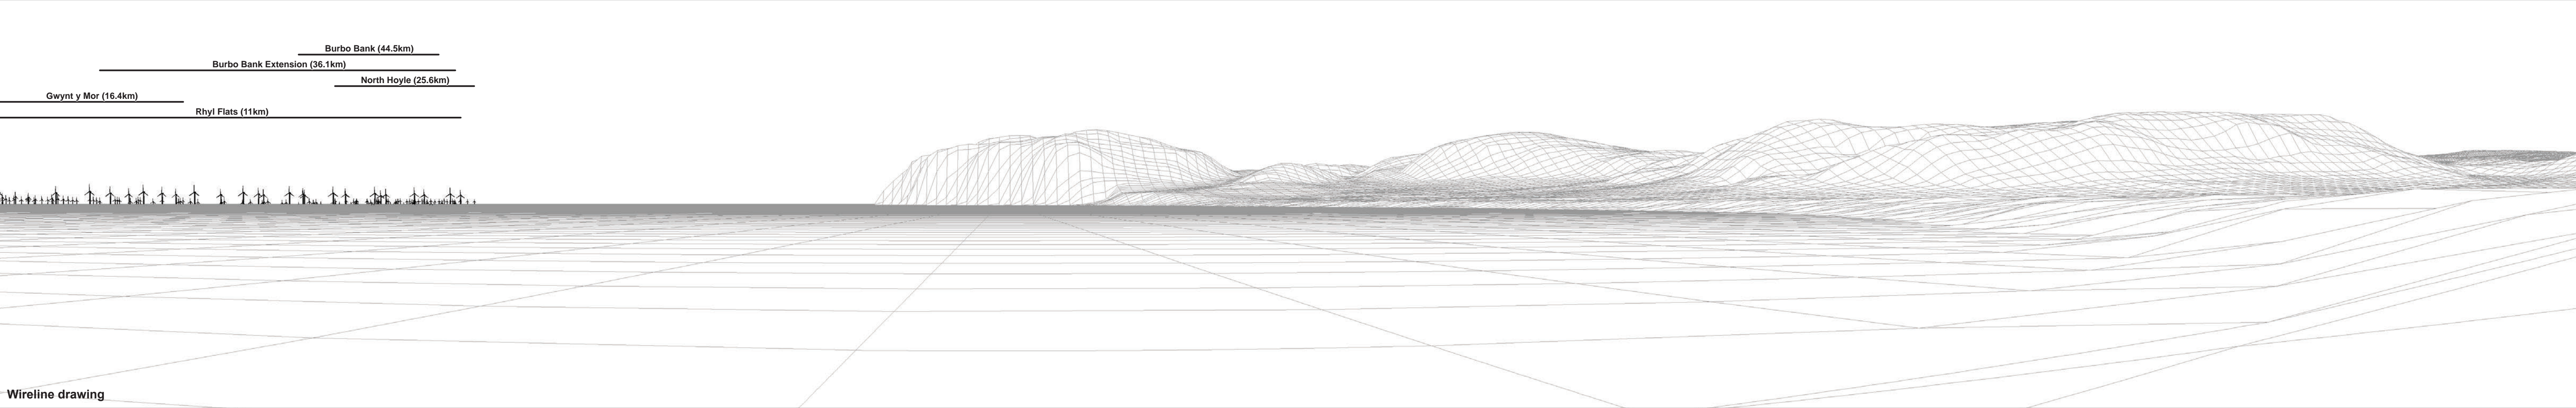 Burbo Bank (44.5km)
Burbo Bank Extension (36.1km)
North Hoyle (25.6km)
Gwynt y Mor (16.4km)
Rhyl Flats (11km)
Wireline drawing